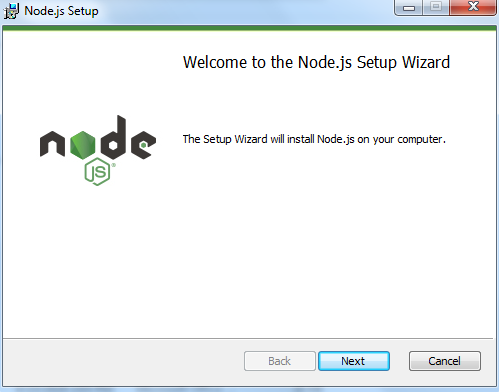 Node.js Setup
Welcome to the Node.js Setup Wizard
node
JS
The Setup Wizard will install Node.js on your computer.
Back
Next
Cancel